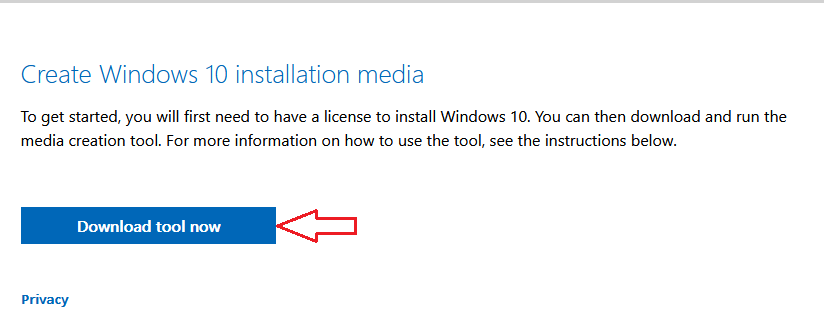 Create Windows 10 installation media
To get started, you will first need to have a license to install Windows 10. You can then download and run the
media creation tool. For more information on how to use the tool, see the instructions below.
Download tool now
Privacy